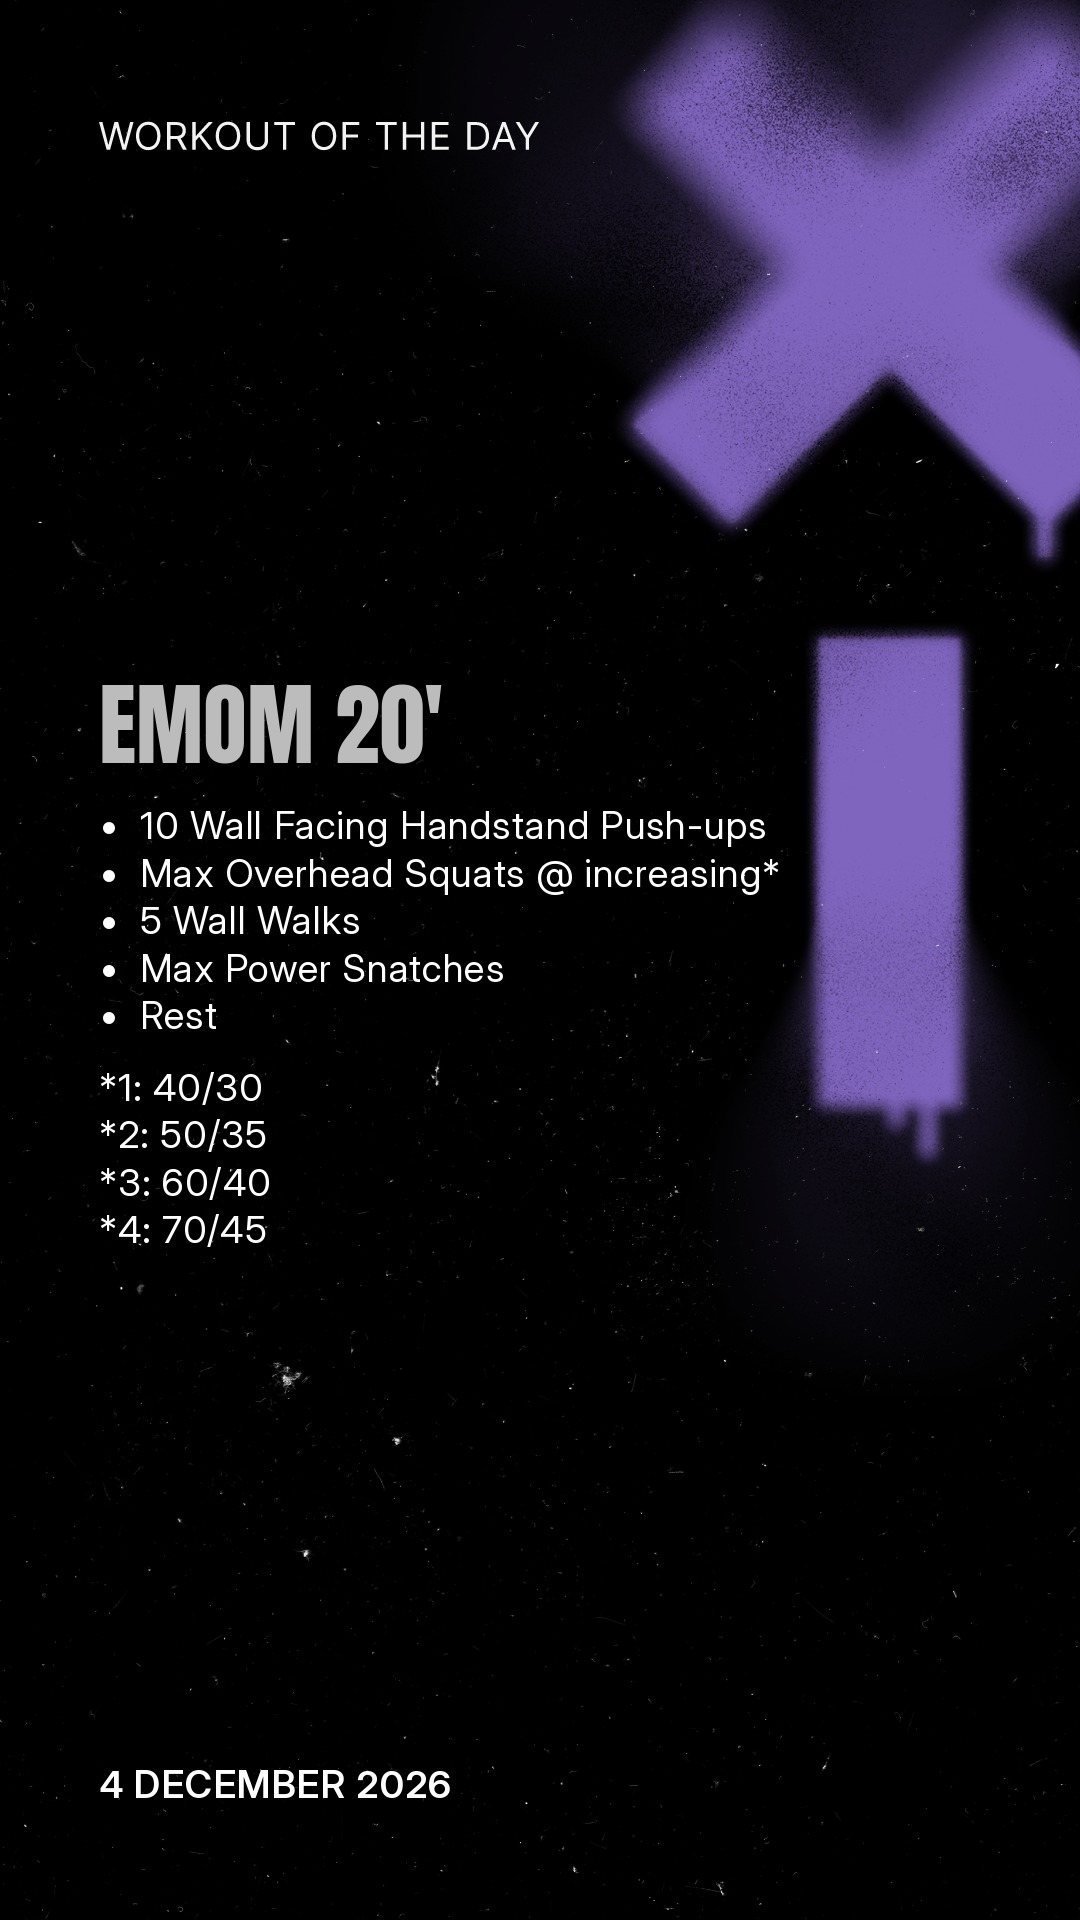 WORKOUT OF THE DAY
EMOM 20'
• 10 Wall Facing Handstand Push-ups
• Max Overhead Squats @ increasing*
• 5 Wall Walks
• Max Power Snatches
• Rest
*1: 40/30
*2: 50/35
*3: 60/40
*4: 70/45
4 DECEMBER 2026